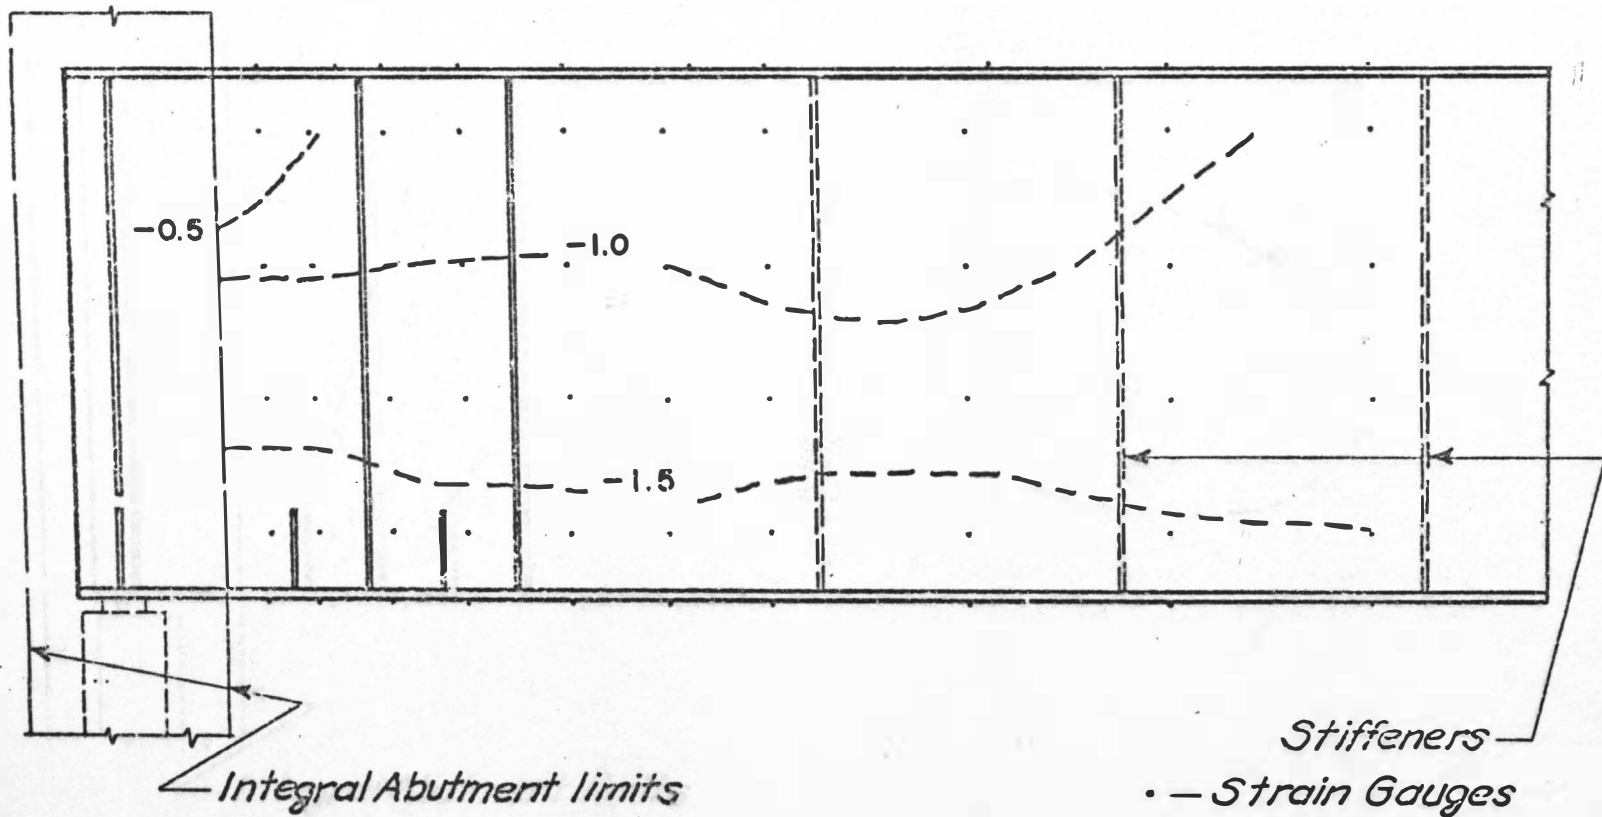 -0.5
-1.0
-1.5
Stiffeners
Integral Abutment limits
• — Strain Gauges